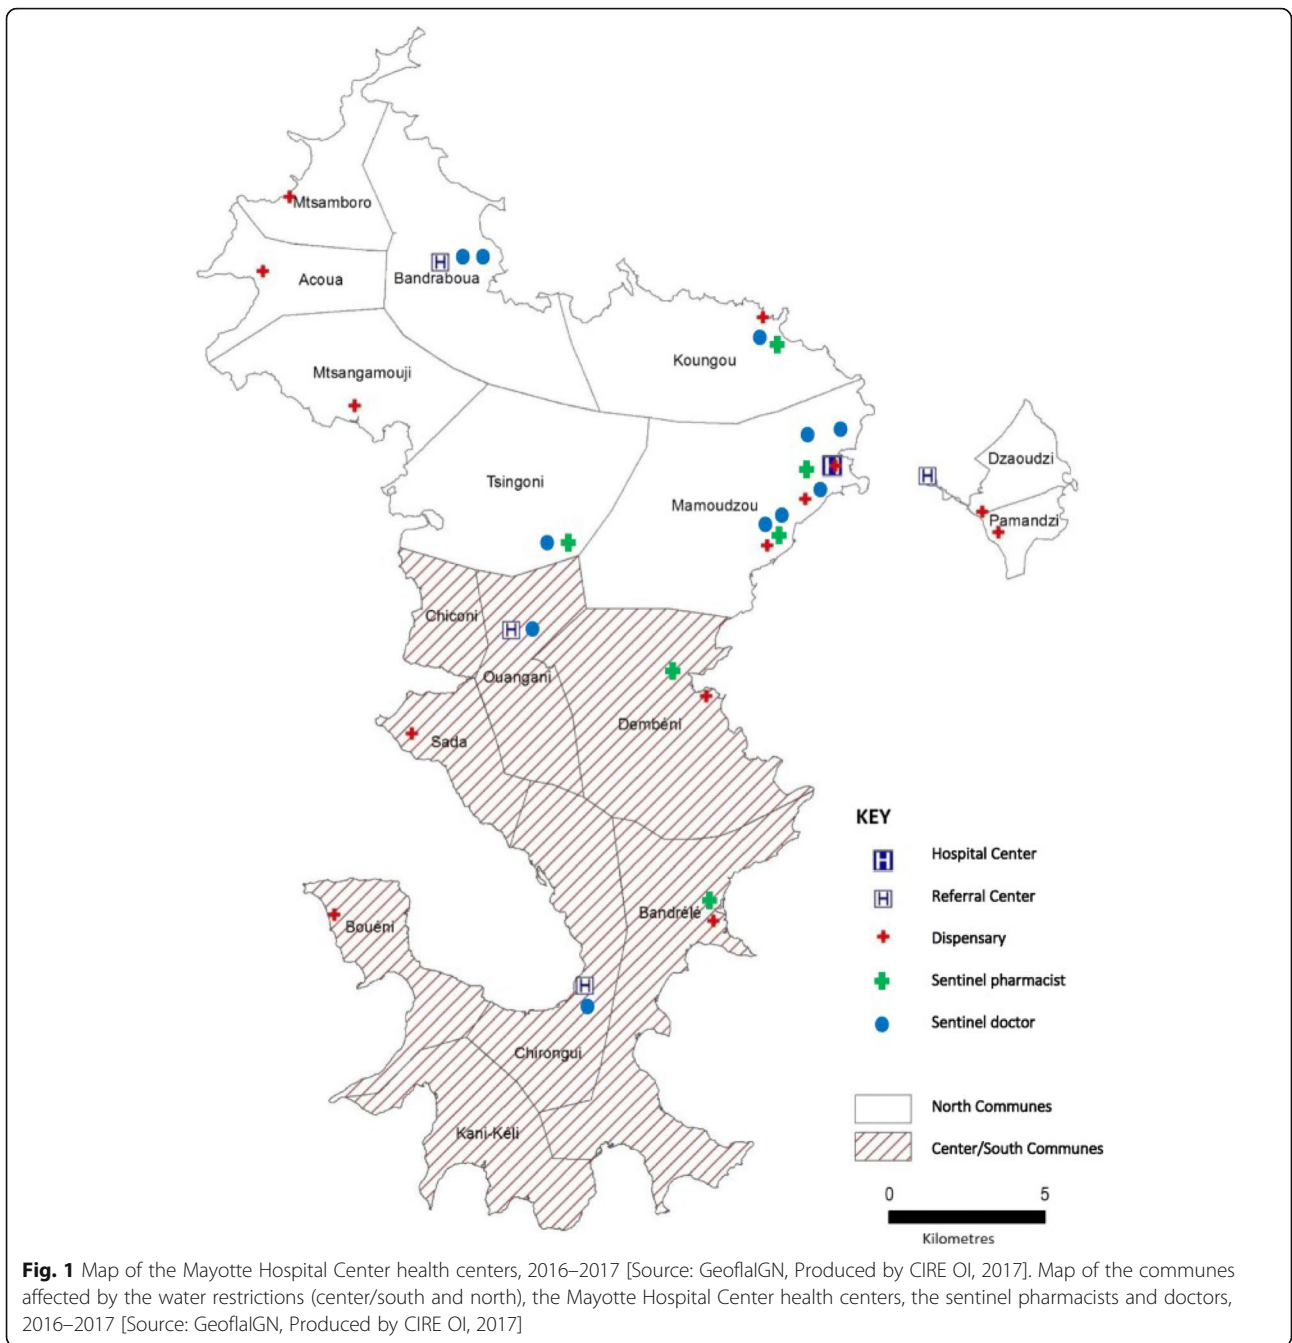 Mtsamboro
Acoua
Bandraboua
Mtsangamouji
Koungou
Tsingoni
Mamoudzou
Dzaoudzi
Pamandzi
Chiconi
Ouangani
Sada
Dembéni
Bandrélé
Bouéni
Chirongui
Kani-Kéli
H
H
H
H
H
KEY
H Hospital Center
H Referral Center
Dispensary
Sentinel pharmacist
Sentinel doctor
North Communes
Center/South Communes
0 5
Kilometres
Fig. 1 Map of the Mayotte Hospital Center health centers, 2016–2017 [Source: GeoflaIGN, Produced by CIRE OI, 2017]. Map of the communes
affected by the water restrictions (center/south and north), the Mayotte Hospital Center health centers, the sentinel pharmacists and doctors,
2016–2017 [Source: GeoflaIGN, Produced by CIRE OI, 2017]